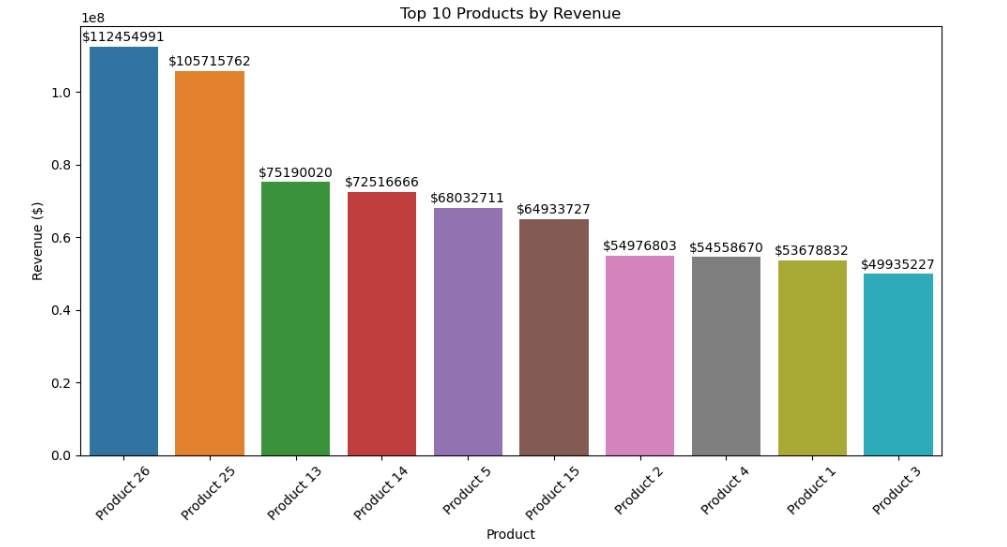 Top 10 Products by Revenue
1e8
$112454991
$105715762
$75190020
$72516666
$68032711
$64933727
$54976803
$54558670
$53678832
$49935227
1.0
0.8
0.6
0.4
0.2
0.0
Revenue ($)
Product 26
Product 25
Product 13
Product 14
Product 5
Product 15
Product 2
Product 4
Product 1
Product 3
Product